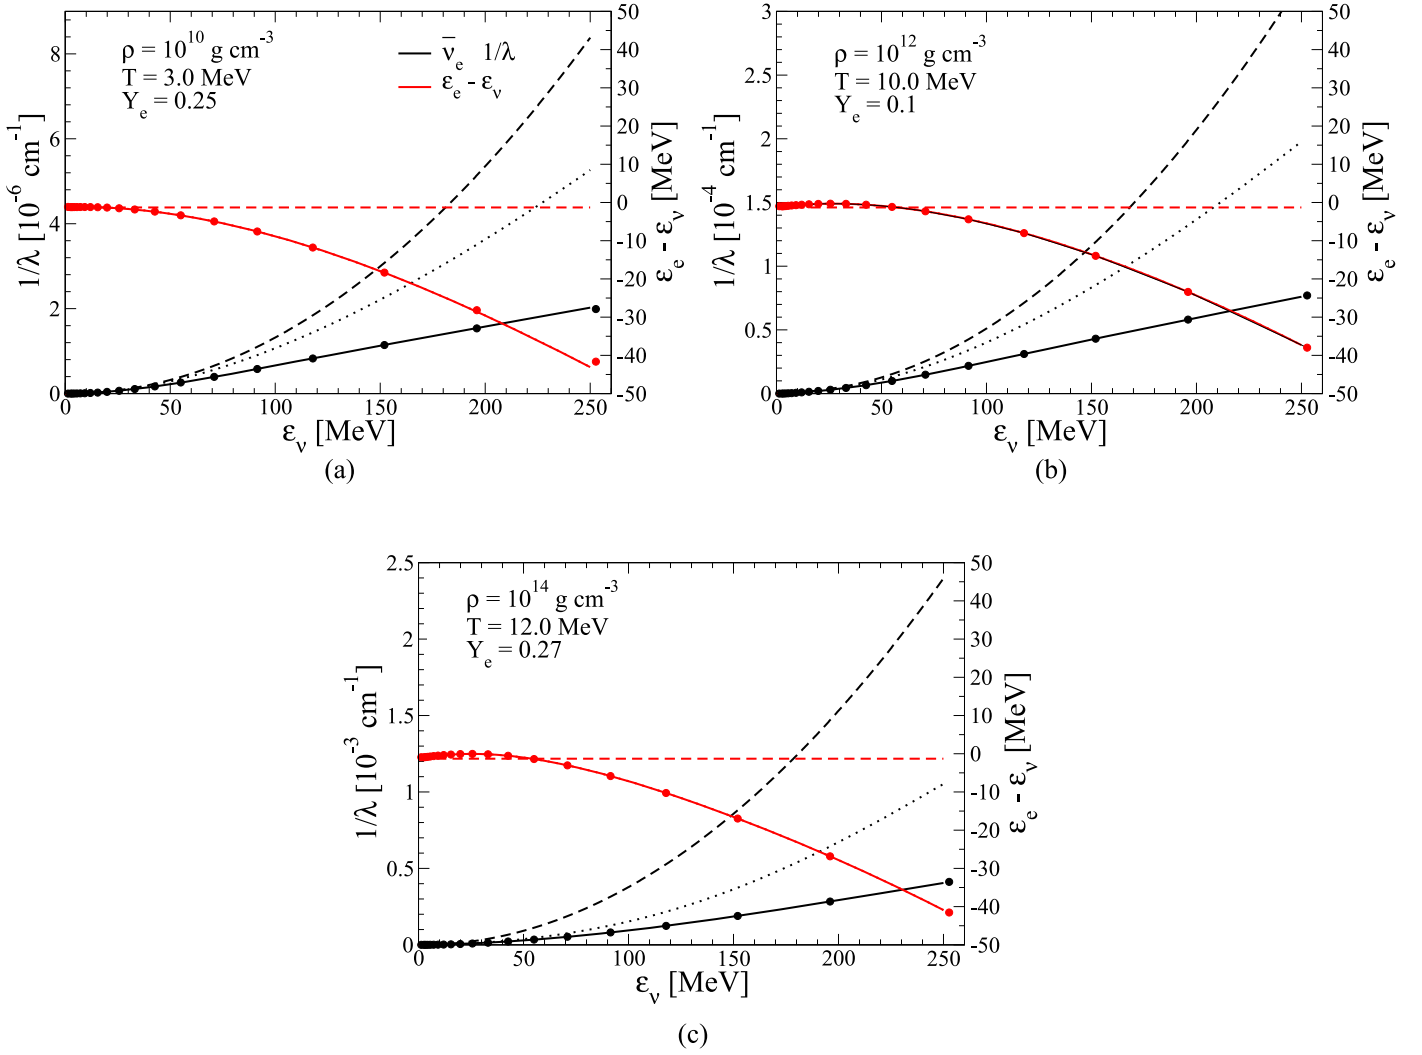 ρ = 10^10 g cm^-3
T = 3.0 MeV
Y_e = 0.25
ν̄_e 1/λ
ε_e - ε_ν
8
6
4
2
0
1/λ [10^-6 cm^-1]
50
40
30
20
10
0
-10
-20
-30
-40
-50
ε_e - ε_ν [MeV]
0 50 100 150 200 250
ε_ν [MeV]
(a)
ρ = 10^12 g cm^-3
T = 10.0 MeV
Y_e = 0.1
3
2.5
2
1.5
1
0.5
0
1/λ [10^-4 cm^-1]
50
40
30
20
10
0
-10
-20
-30
-40
-50
ε_e - ε_ν [MeV]
0 50 100 150 200 250
ε_ν [MeV]
(b)
ρ = 10^14 g cm^-3
T = 12.0 MeV
Y_e = 0.27
2.5
2
1.5
1
0.5
0
1/λ [10^-3 cm^-1]
50
40
30
20
10
0
-10
-20
-30
-40
-50
ε_e - ε_ν [MeV]
0 50 100 150 200 250
ε_ν [MeV]
(c)